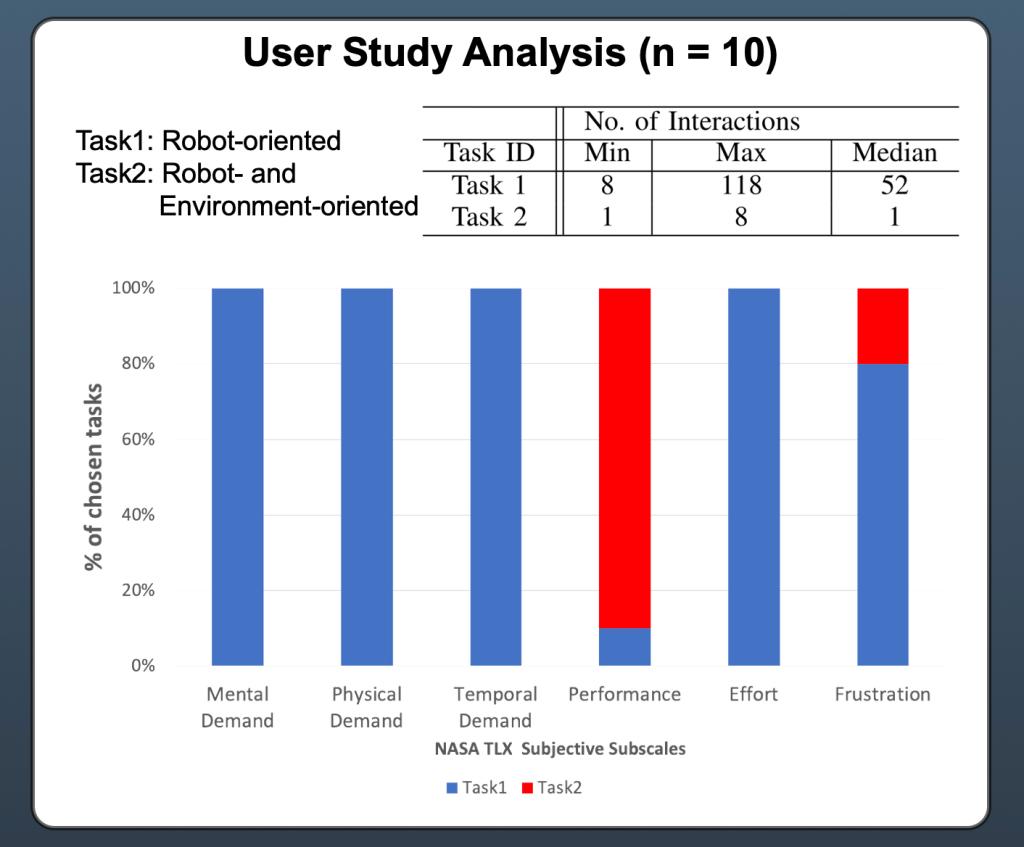 User Study Analysis (n = 10)
Task1: Robot-oriented
Task2: Robot- and
Environment-oriented
No. of Interactions
Task ID Min Max Median
Task 1 8 118 52
Task 2 1 8 1
100%
80%
60%
40%
20%
0%
% of chosen tasks
Mental Demand
Physical Demand
Temporal Demand
Performance
Effort
Frustration
NASA TLX Subjective Subscales
Task1 Task2